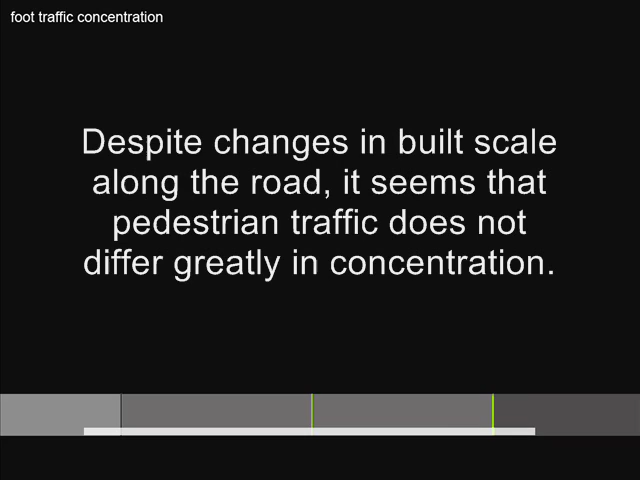 foot traffic concentration
Despite changes in built scale
along the road, it seems that
pedestrian traffic does not
differ greatly in concentration.